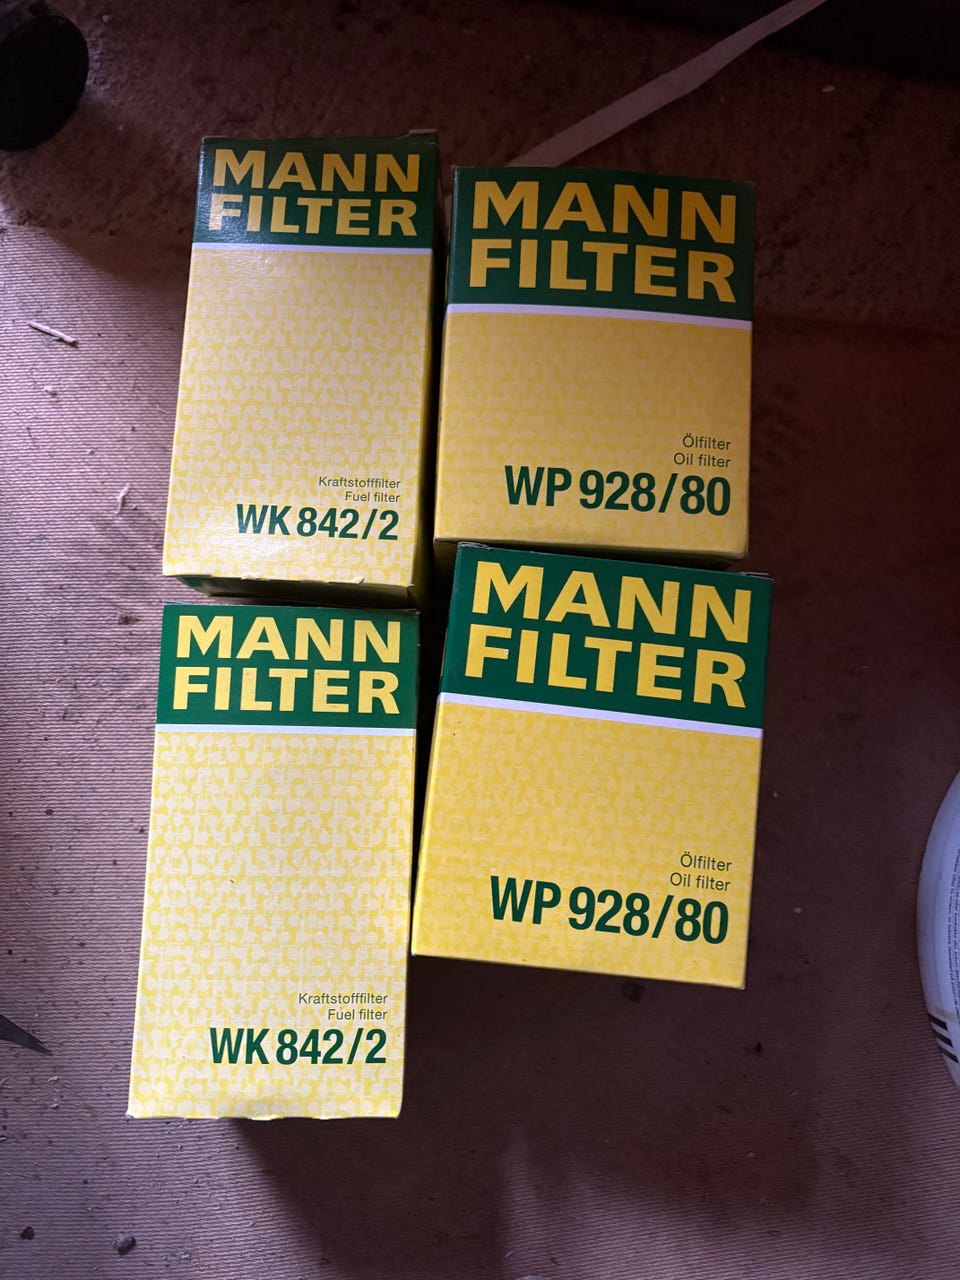 MANN
FILTER
Kraftstofffilter
Fuel filter
WK 842/2
MANN
FILTER
Ölfilter
Oil filter
WP 928/80
MANN
FILTER
Kraftstofffilter
Fuel filter
WK 842/2
MANN
FILTER
Ölfilter
Oil filter
WP 928/80